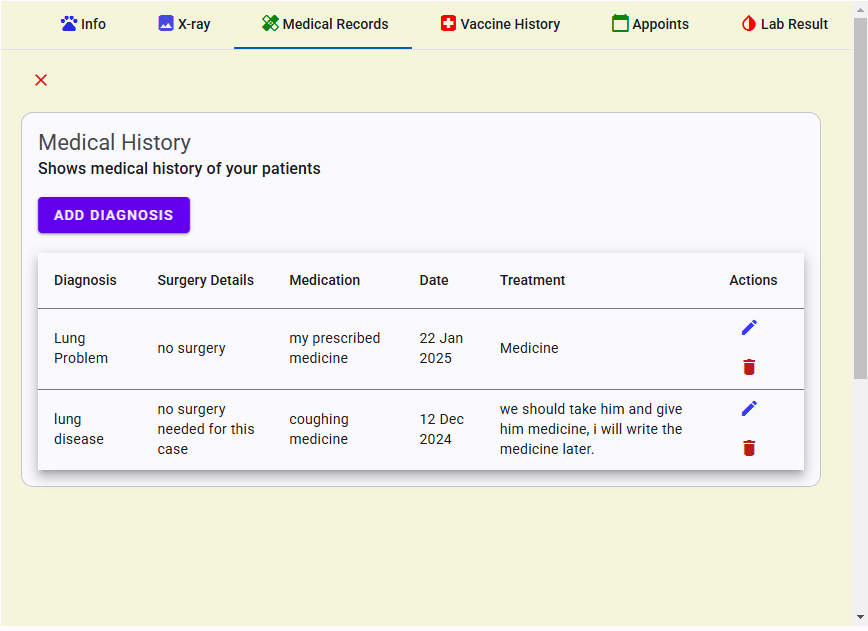 Info X-ray Medical Records Vaccine History Appoints Lab Result
Medical History
Shows medical history of your patients
ADD DIAGNOSIS
Diagnosis Surgery Details Medication Date Treatment Actions
Lung
Problem
no surgery
my prescribed
medicine
22 Jan
2025
Medicine
lung
disease
no surgery
needed for this
case
coughing
medicine
12 Dec
2024
we should take him and give
him medicine, i will write the
medicine later.